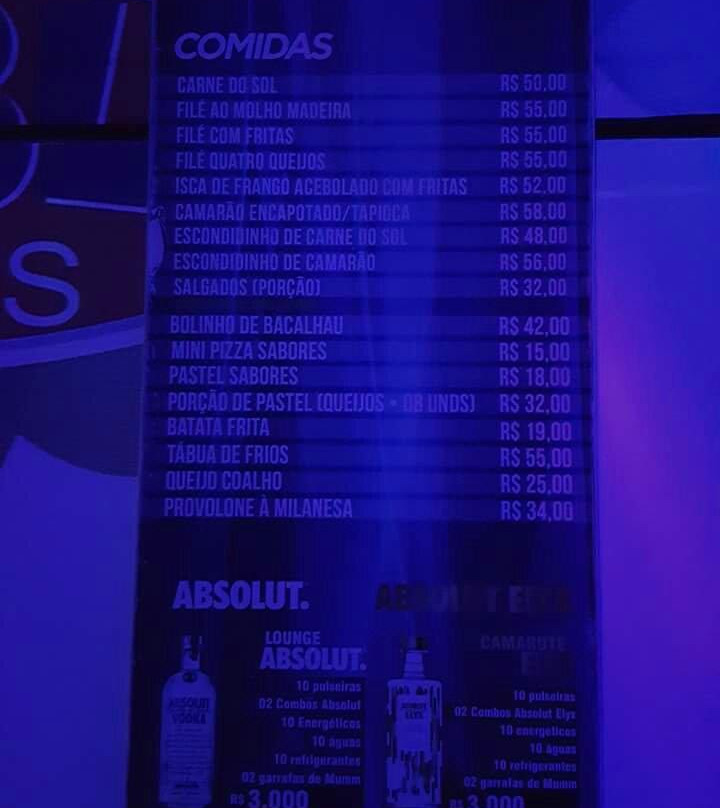 S
COMIDAS
CARNE DO SOL R$ 50,00
FILÉ AO MOLHO MADEIRA R$ 55,00
FILÉ COM FRITAS R$ 55,00
FILÉ QUATRO QUEIJOS R$ 55,00
ISCA DE FRANGO ACEBOLADO COM FRITAS R$ 52,00
CAMARÃO ENCAPOTADO/TAPIOCA R$ 58,00
ESCONDIDINHO DE CARNE DO SOL R$ 48,00
ESCONDIDINHO DE CAMARÃO R$ 56,00
SALGADOS (PORÇÃO) R$ 32,00
BOLINHO DE BACALHAU R$ 42,00
MINI PIZZA SABORES R$ 15,00
PASTEL SABORES R$ 18,00
PORÇÃO DE PASTEL (QUEIJOS - 08 UNDS) R$ 32,00
BATATA FRITA R$ 19,00
TÁBUA DE FRIOS R$ 55,00
QUEIJO COALHO R$ 25,00
PROVOLONE À MILANESA R$ 34,00
ABSOLUT.
LOUNGE
ABSOLUT.
10 pulseiras
02 Combos Absolut
10 Energéticos
10 águas
10 refrigerantes
02 garrafas de Mumm
R$ 3.000
ABSOLUT
VODKA
ABSOLUT ELYX
CAMAROTE
10 pulseiras
02 Combos Absolut Elyx
10 energéticos
10 águas
10 refrigerantes
02 garrafas de Mumm
R$ 3.000